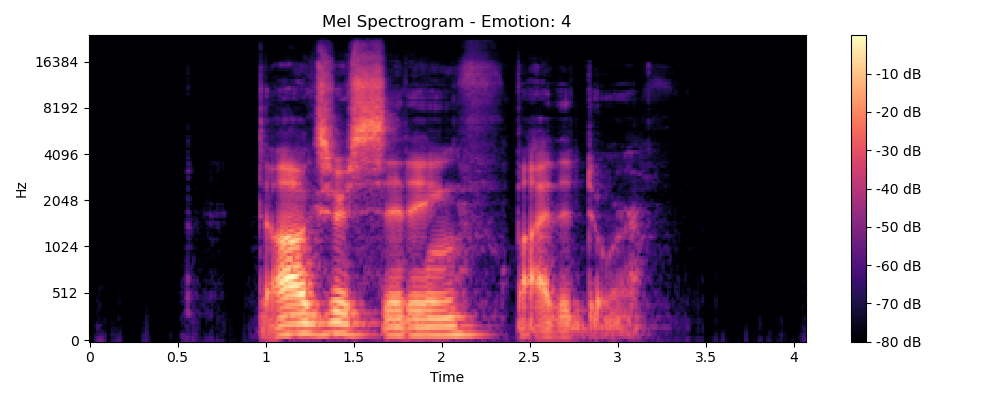 Mel Spectrogram - Emotion: 4
Hz
16384
8192
4096
2048
1024
512
0
0 0.5 1 1.5 2 2.5 3 3.5 4
Time
-10 dB
-20 dB
-30 dB
-40 dB
-50 dB
-60 dB
-70 dB
-80 dB